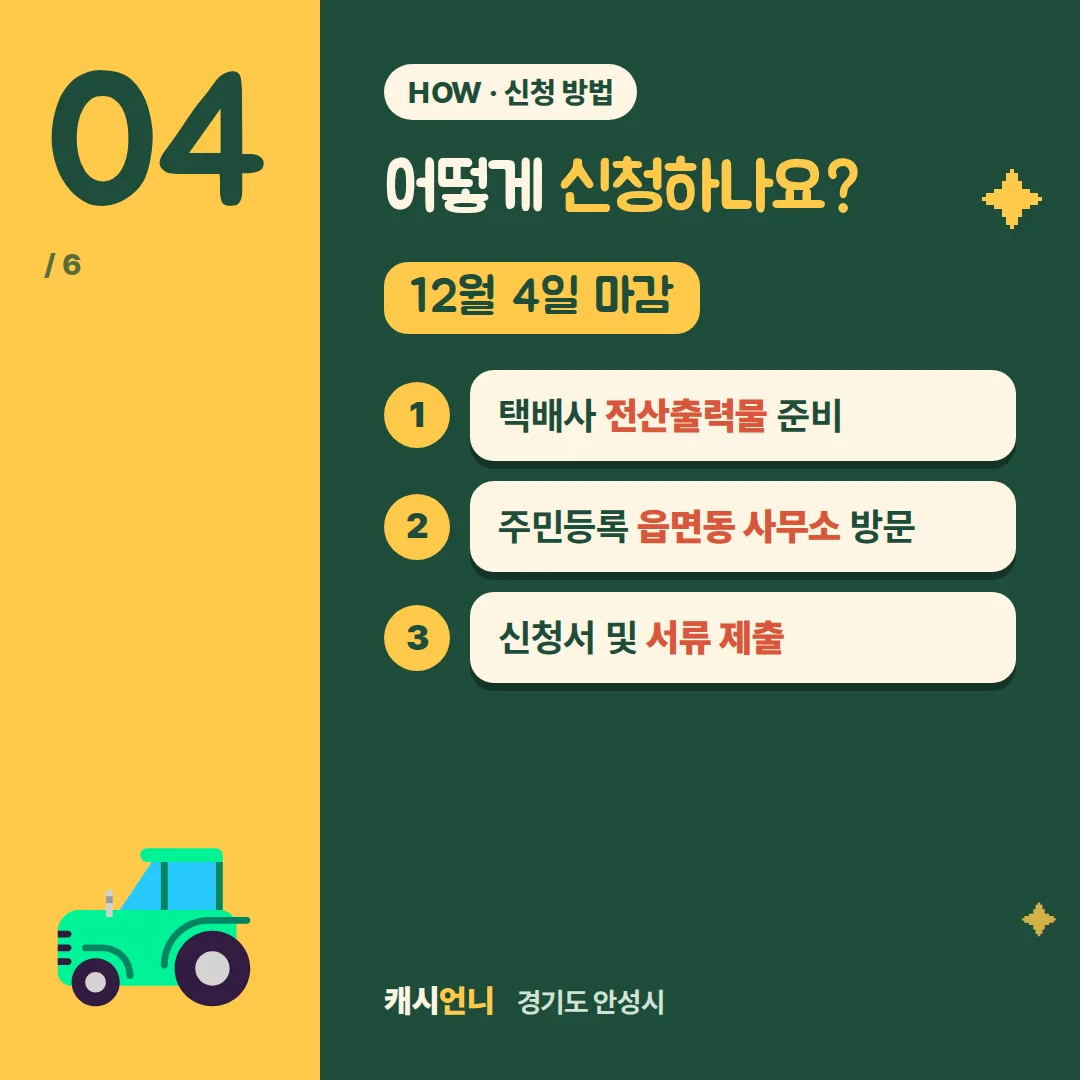 04
/ 6
HOW · 신청 방법
어떻게 신청하나요?
12월 4일 마감
1 택배사 전산출력물 준비
2 주민등록 읍면동 사무소 방문
3 신청서 및 서류 제출
캐시언니 경기도 안성시